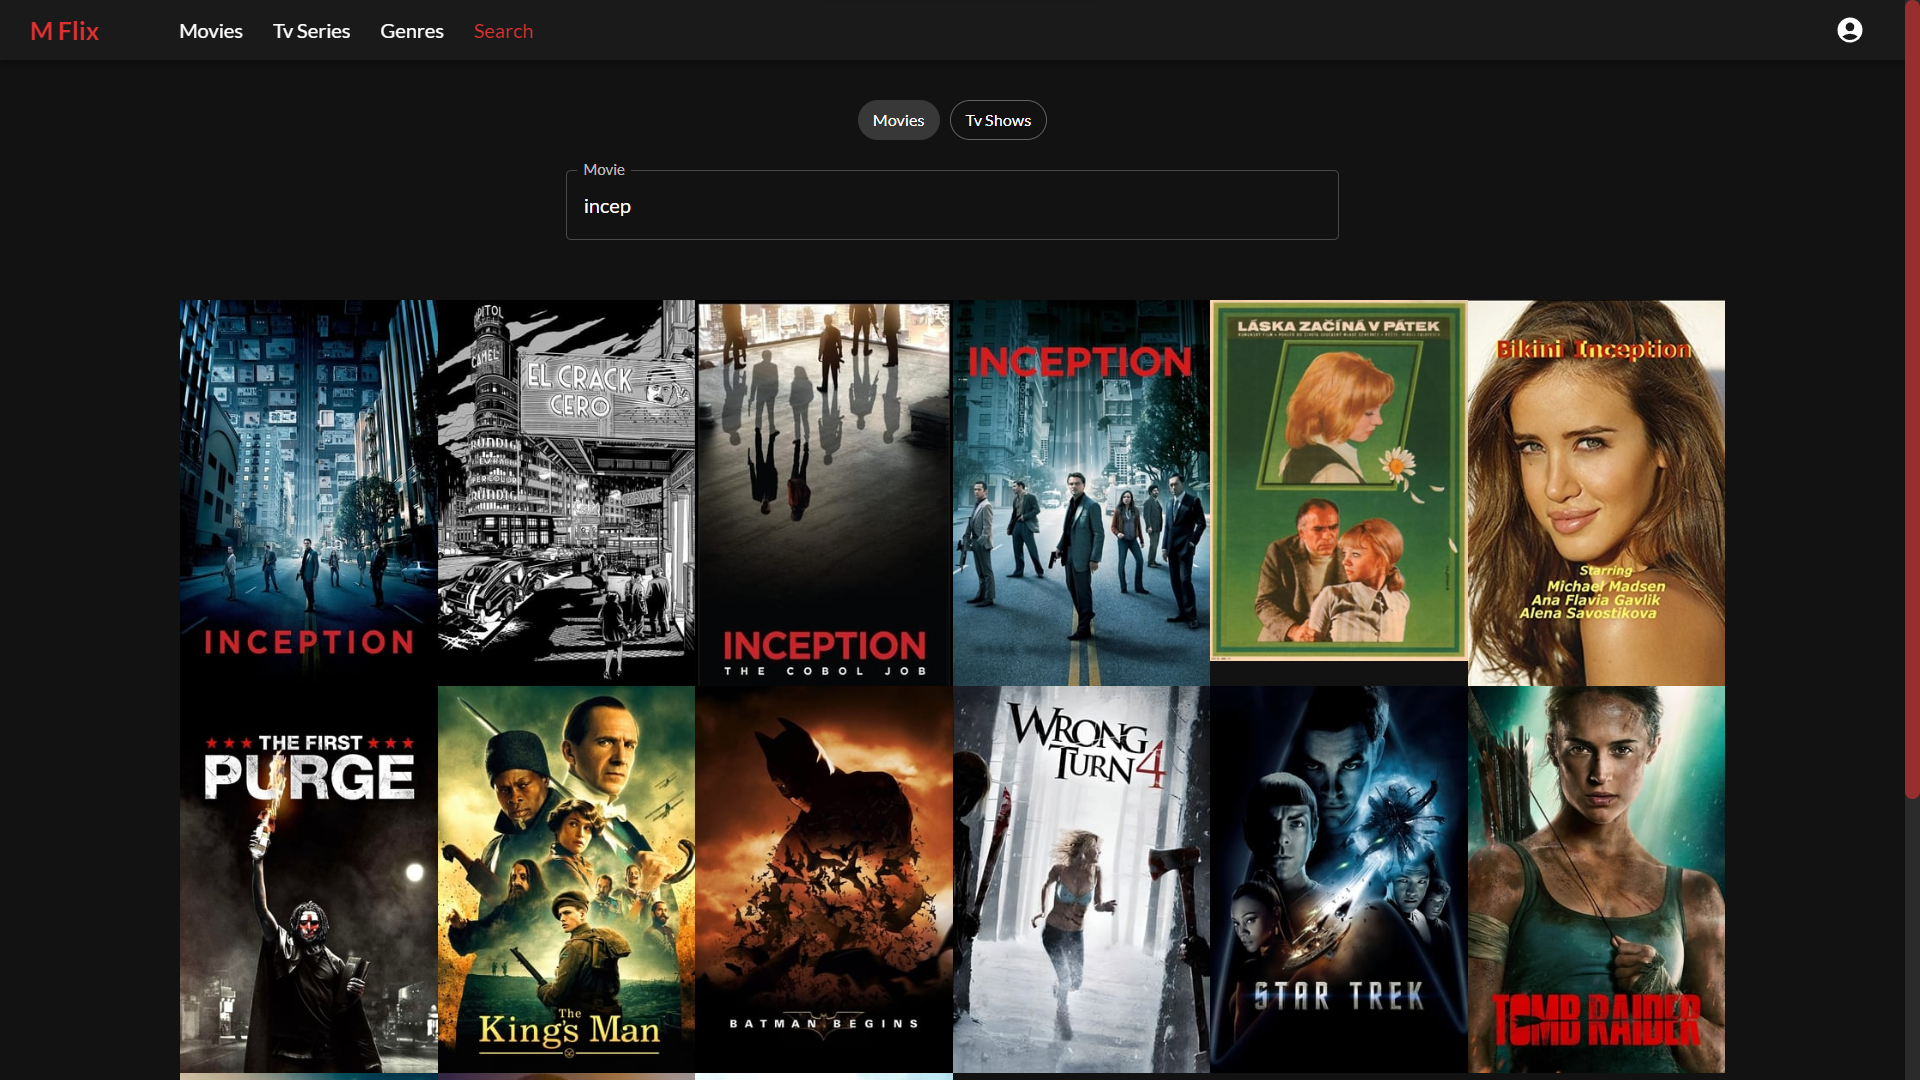 M Flix
Movies
Tv Series
Genres
Search
Movies
Tv Shows
Movie
incep
INCEPTION
CAMEL
EL CRACK
CERO
GRUNDIG
INCEPTION
THE COBOL JOB
INCEPTION
LÁSKA ZAČÍNÁ V PÁTEK
Bikini Inception
Starring
Michael Madsen
Ana Flavia Gavlik
Alena Savostikova
THE FIRST
PURGE
The
King's Man
BATMAN BEGINS
WRONG
TURN 4
STAR TREK
TOMB RAIDER